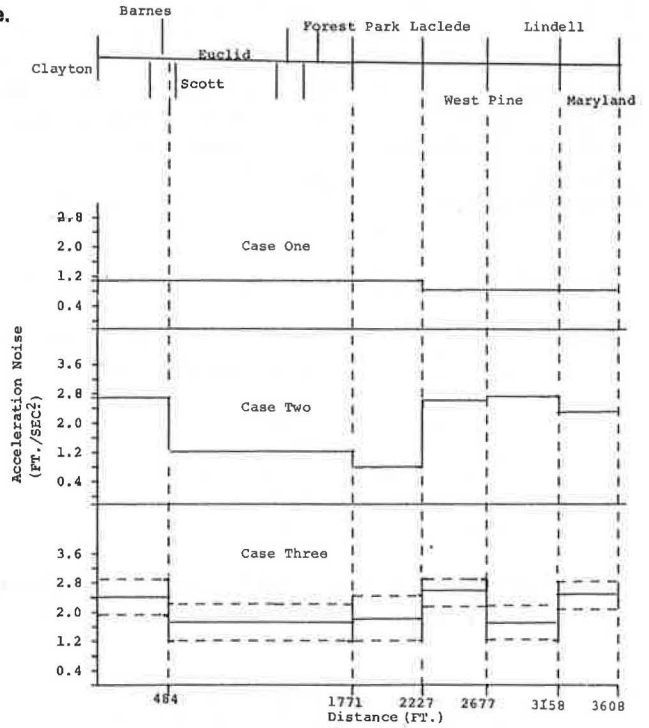 e.
Barnes
Forest Park Laclede Lindell
Euclid
Clayton
Scott
West Pine Maryland
2.8
2.0
Case One
1.2
0.4
3.6
2.8
Case Two
2.0
1.2
0.4
Acceleration Noise
(FT./SEC.²)
3.6
Case Three
2.8
2.0
1.2
0.4
484 1771 2227 2677 3158 3608
Distance (FT.)